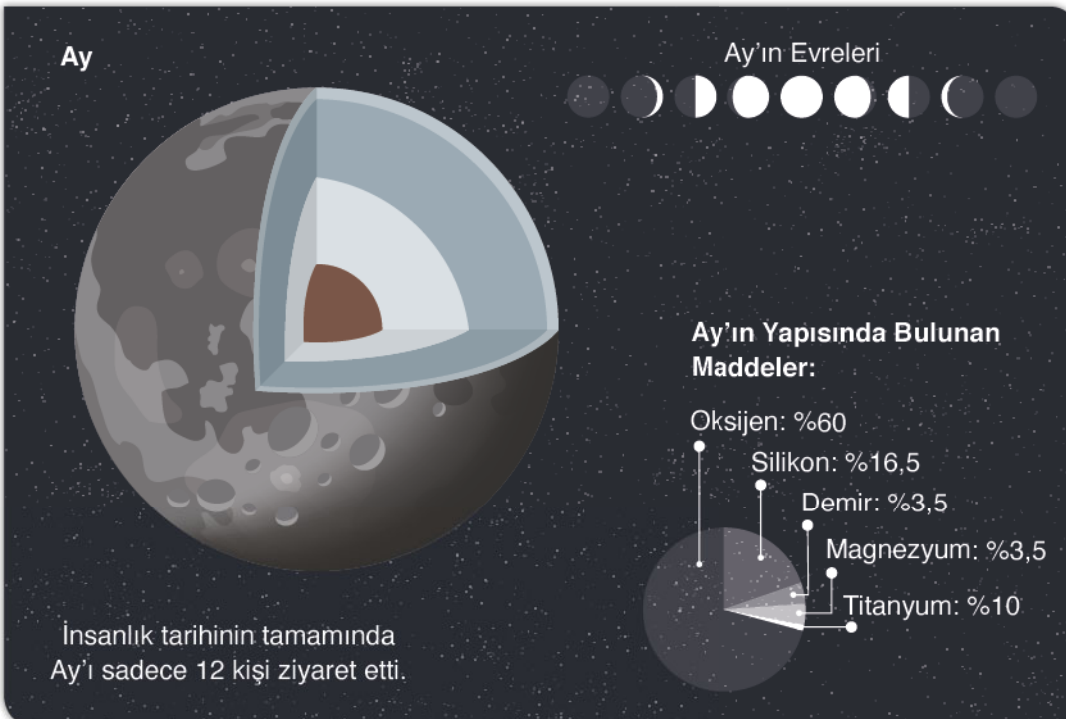 Ay
Ay’ın Evreleri
Ay’ın Yapısında Bulunan
Maddeler:
Oksijen: %60
Silikon: %16,5
Demir: %3,5
Magnezyum: %3,5
Titanyum: %10
İnsanlık tarihinin tamamında
Ay’ı sadece 12 kişi ziyaret etti.